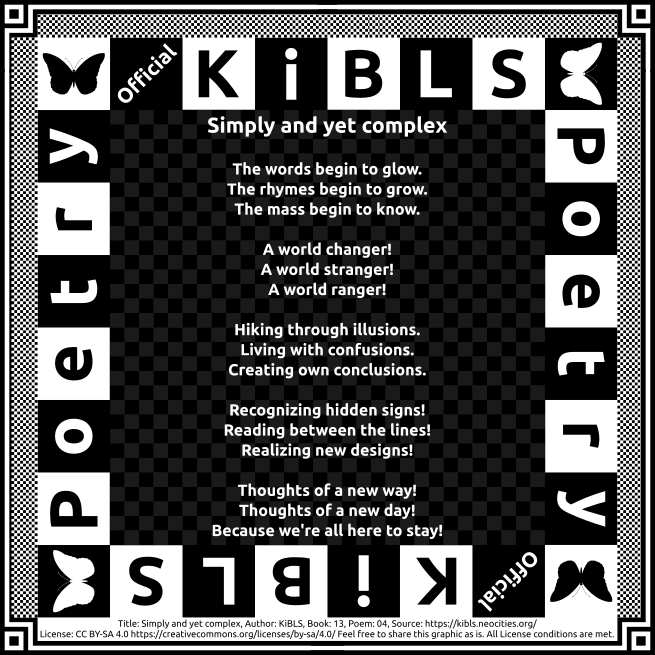 Official KiBLS
Poetry
Poetry
Simply and yet complex
The words begin to glow.
The rhymes begin to grow.
The mass begin to know.
A world changer!
A world stranger!
A world ranger!
Hiking through illusions.
Living with confusions.
Creating own conclusions.
Recognizing hidden signs!
Reading between the lines!
Realizing new designs!
Thoughts of a new way!
Thoughts of a new day!
Because we're all here to stay!
Official KiBLS
Title: Simply and yet complex, Author: KiBLS, Book: 13, Poem: 04, Source: https://kibls.neocities.org/
License: CC BY-SA 4.0 https://creativecommons.org/licenses/by-sa/4.0/ Feel free to share this graphic as is. All License conditions are met.